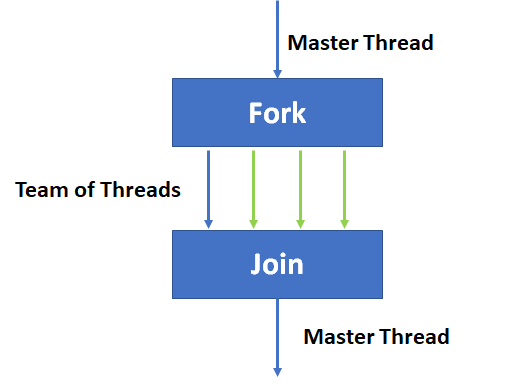 Master Thread
Fork
Team of Threads
Join
Master Thread